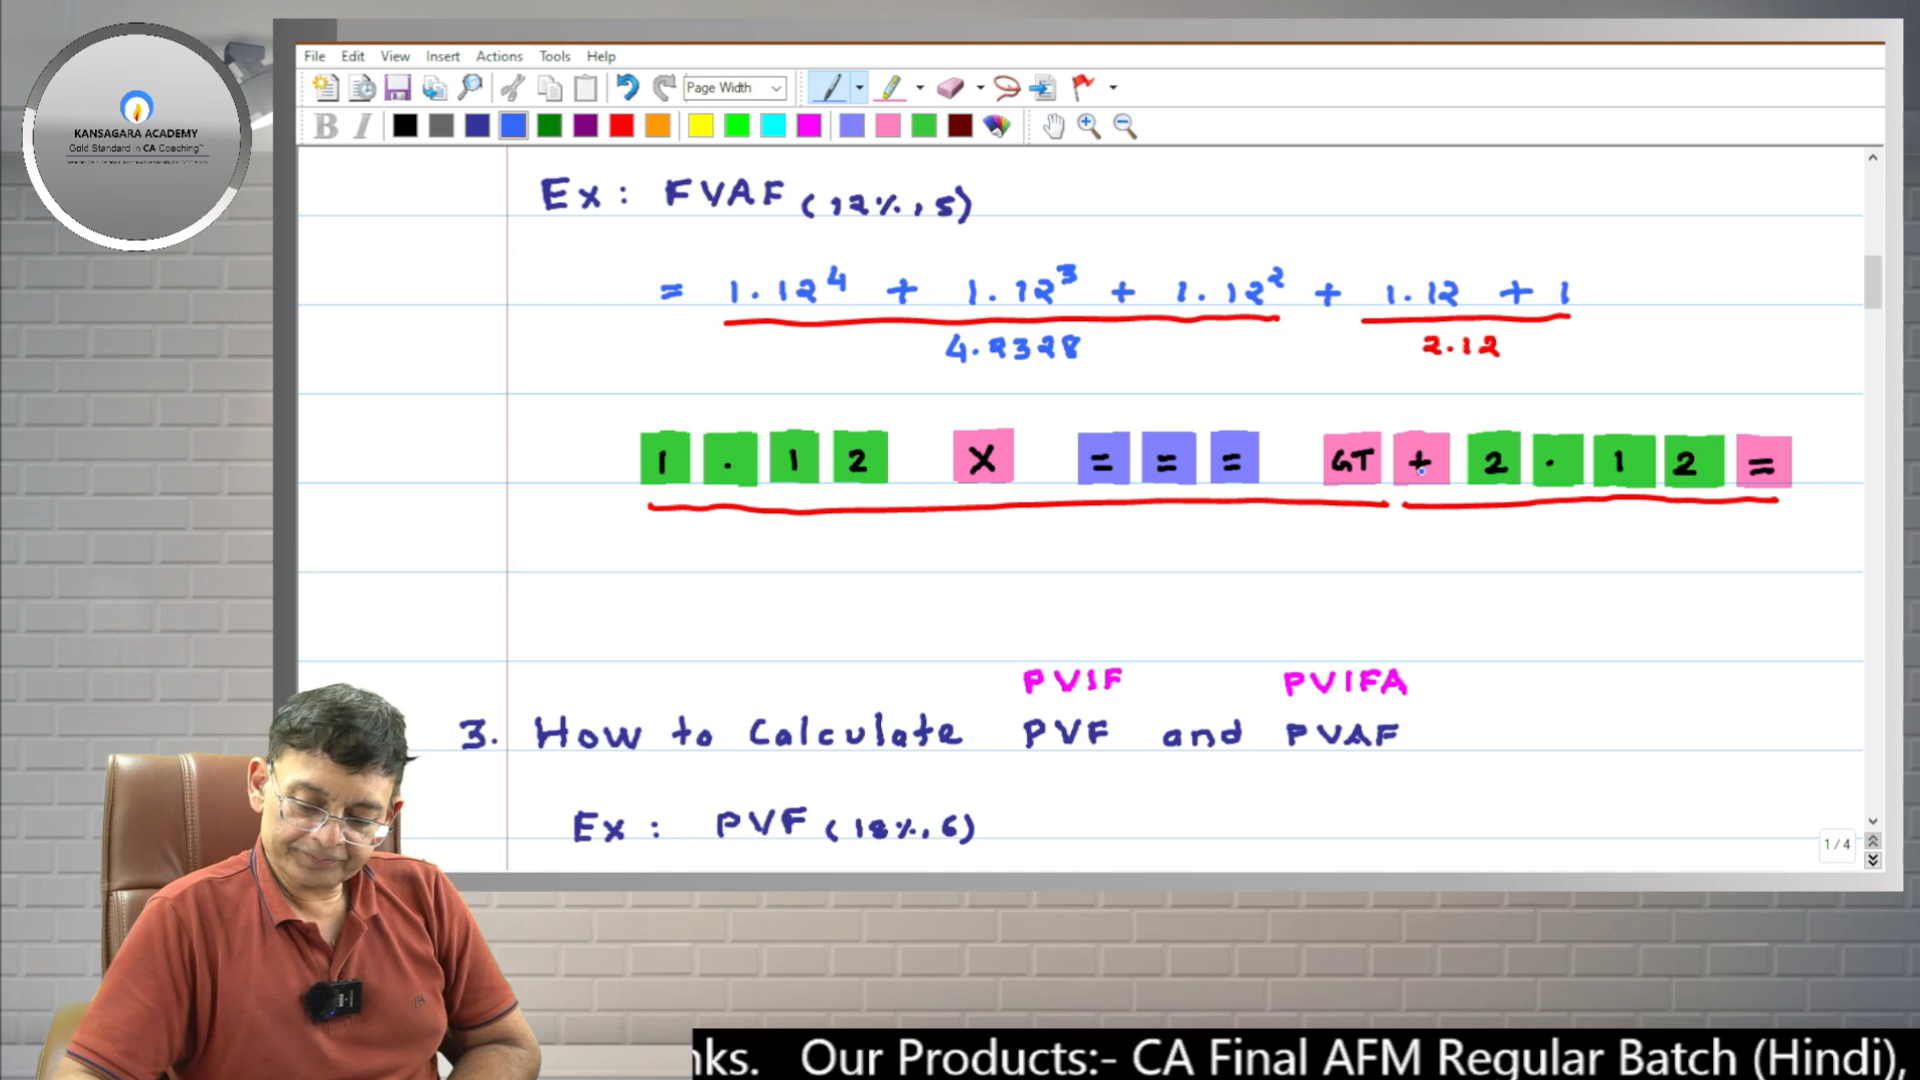 KANSAGARA ACADEMY
Gold Standard in CA Coaching™
File Edit View Insert Actions Tools Help
Page Width
B I
Ex: FVAF (12%, 5)
= 1.12⁴ + 1.12³ + 1.12² + 1.12 + 1
4.2328 2.12
1 . 1 2 X = = = GT + 2 . 1 2 =
PVIF PVIFA
3. How to Calculate PVF and PVAF
Ex: PVF (18%, 6)
1 / 4
nks. Our Products:- CA Final AFM Regular Batch (Hindi),